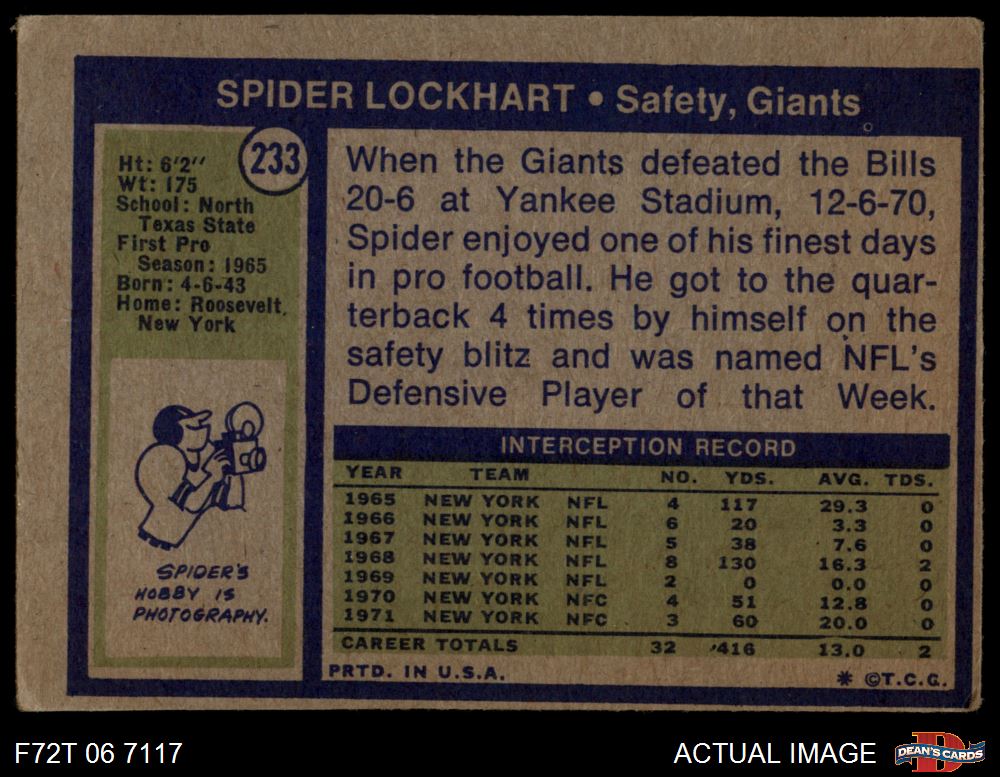 SPIDER LOCKHART • Safety, Giants
233
Ht: 6'2''
Wt: 175
School: North
Texas State
First Pro
Season: 1965
Born: 4-6-43
Home: Roosevelt,
New York
SPIDER'S
HOBBY IS
PHOTOGRAPHY.
When the Giants defeated the Bills
20-6 at Yankee Stadium, 12-6-70,
Spider enjoyed one of his finest days
in pro football. He got to the quar-
terback 4 times by himself on the
safety blitz and was named NFL's
Defensive Player of that Week.
INTERCEPTION RECORD
YEAR TEAM NO. YDS. AVG. TDS.
1965 NEW YORK NFL 4 117 29.3 0
1966 NEW YORK NFL 6 20 3.3 0
1967 NEW YORK NFL 5 38 7.6 0
1968 NEW YORK NFL 8 130 16.3 2
1969 NEW YORK NFL 2 0 0.0 0
1970 NEW YORK NFC 4 51 12.8 0
1971 NEW YORK NFC 3 60 20.0 0
CAREER TOTALS 32 416 13.0 2
PRTD. IN U.S.A. * ©T.C.G.
F72T 06 7117
ACTUAL IMAGE
D
DEAN'S CARDS